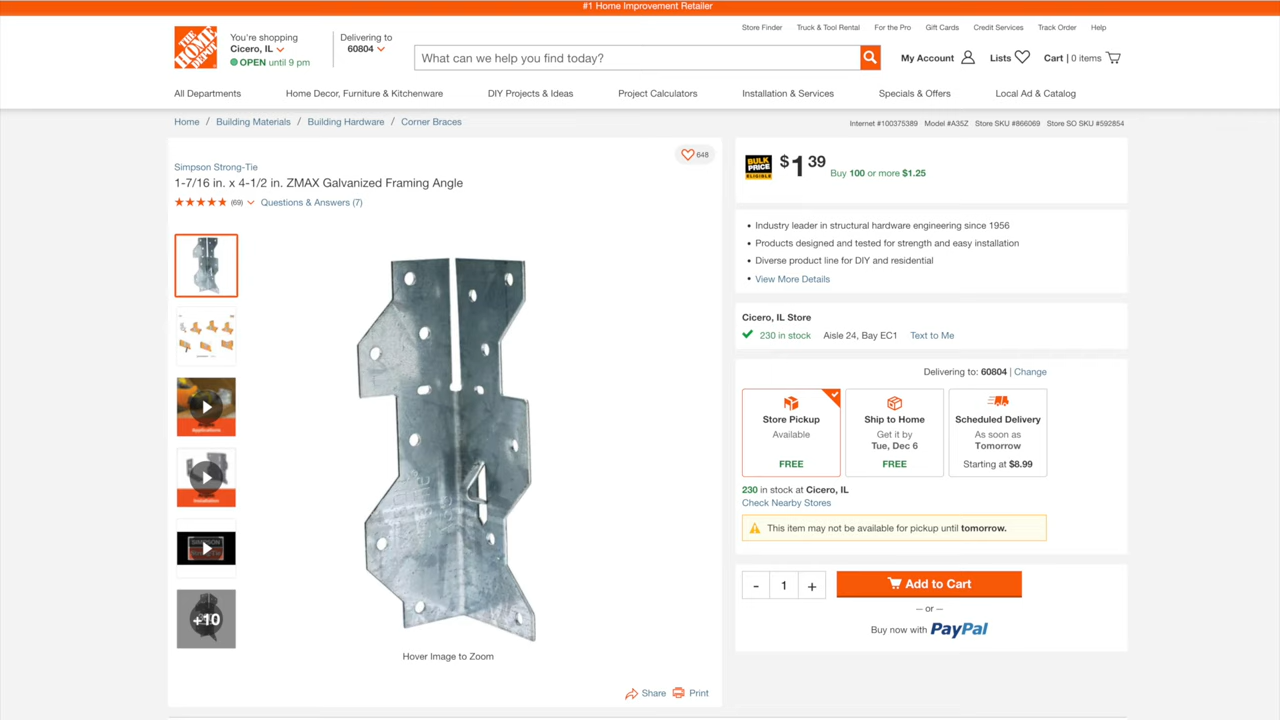 #1 Home Improvement Retailer
Store Finder Truck & Tool Rental For the Pro Gift Cards Credit Services Track Order Help
THE HOME DEPOT
You're shopping
Cicero, IL
OPEN until 9 pm
Delivering to
60804
What can we help you find today?
My Account Lists Cart | 0 items
All Departments Home Decor, Furniture & Kitchenware DIY Projects & Ideas Project Calculators Installation & Services Specials & Offers Local Ad & Catalog
Home / Building Materials / Building Hardware / Corner Braces
Internet #100375389 Model #A35Z Store SKU #866069 Store SO SKU #592854
648
Simpson Strong-Tie
1-7/16 in. x 4-1/2 in. ZMAX Galvanized Framing Angle
(69) Questions & Answers (7)
+10
Hover Image to Zoom
Share Print
BULK PRICE ELIGIBLE
$1 39
Buy 100 or more $1.25
• Industry leader in structural hardware engineering since 1956
• Products designed and tested for strength and easy installation
• Diverse product line for DIY and residential
• View More Details
Cicero, IL Store
230 in stock Aisle 24, Bay EC1 Text to Me
Delivering to: 60804 | Change
Store Pickup
Available
FREE
Ship to Home
Get it by
Tue, Dec 6
FREE
Scheduled Delivery
As soon as
Tomorrow
Starting at $8.99
230 in stock at Cicero, IL
Check Nearby Stores
This item may not be available for pickup until tomorrow.
- 1 +
Add to Cart
— or —
Buy now with PayPal